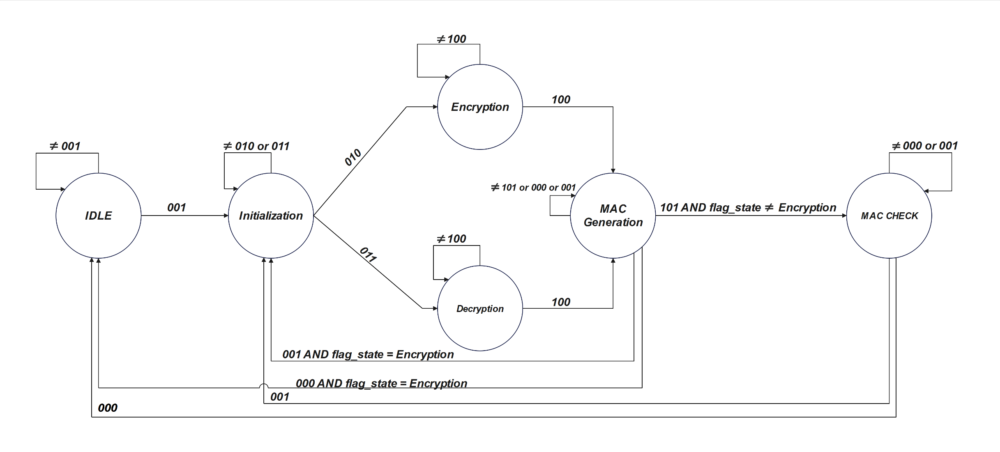 ≠ 100
Encryption
100
≠ 001
≠ 010 or 011
010
≠ 000 or 001
≠ 101 or 000 or 001
IDLE
001
Initialization
MAC
Generation
101 AND flag_state ≠ Encryption
MAC CHECK
011
≠ 100
Decryption
100
001 AND flag_state = Encryption
000 AND flag_state = Encryption
001
000